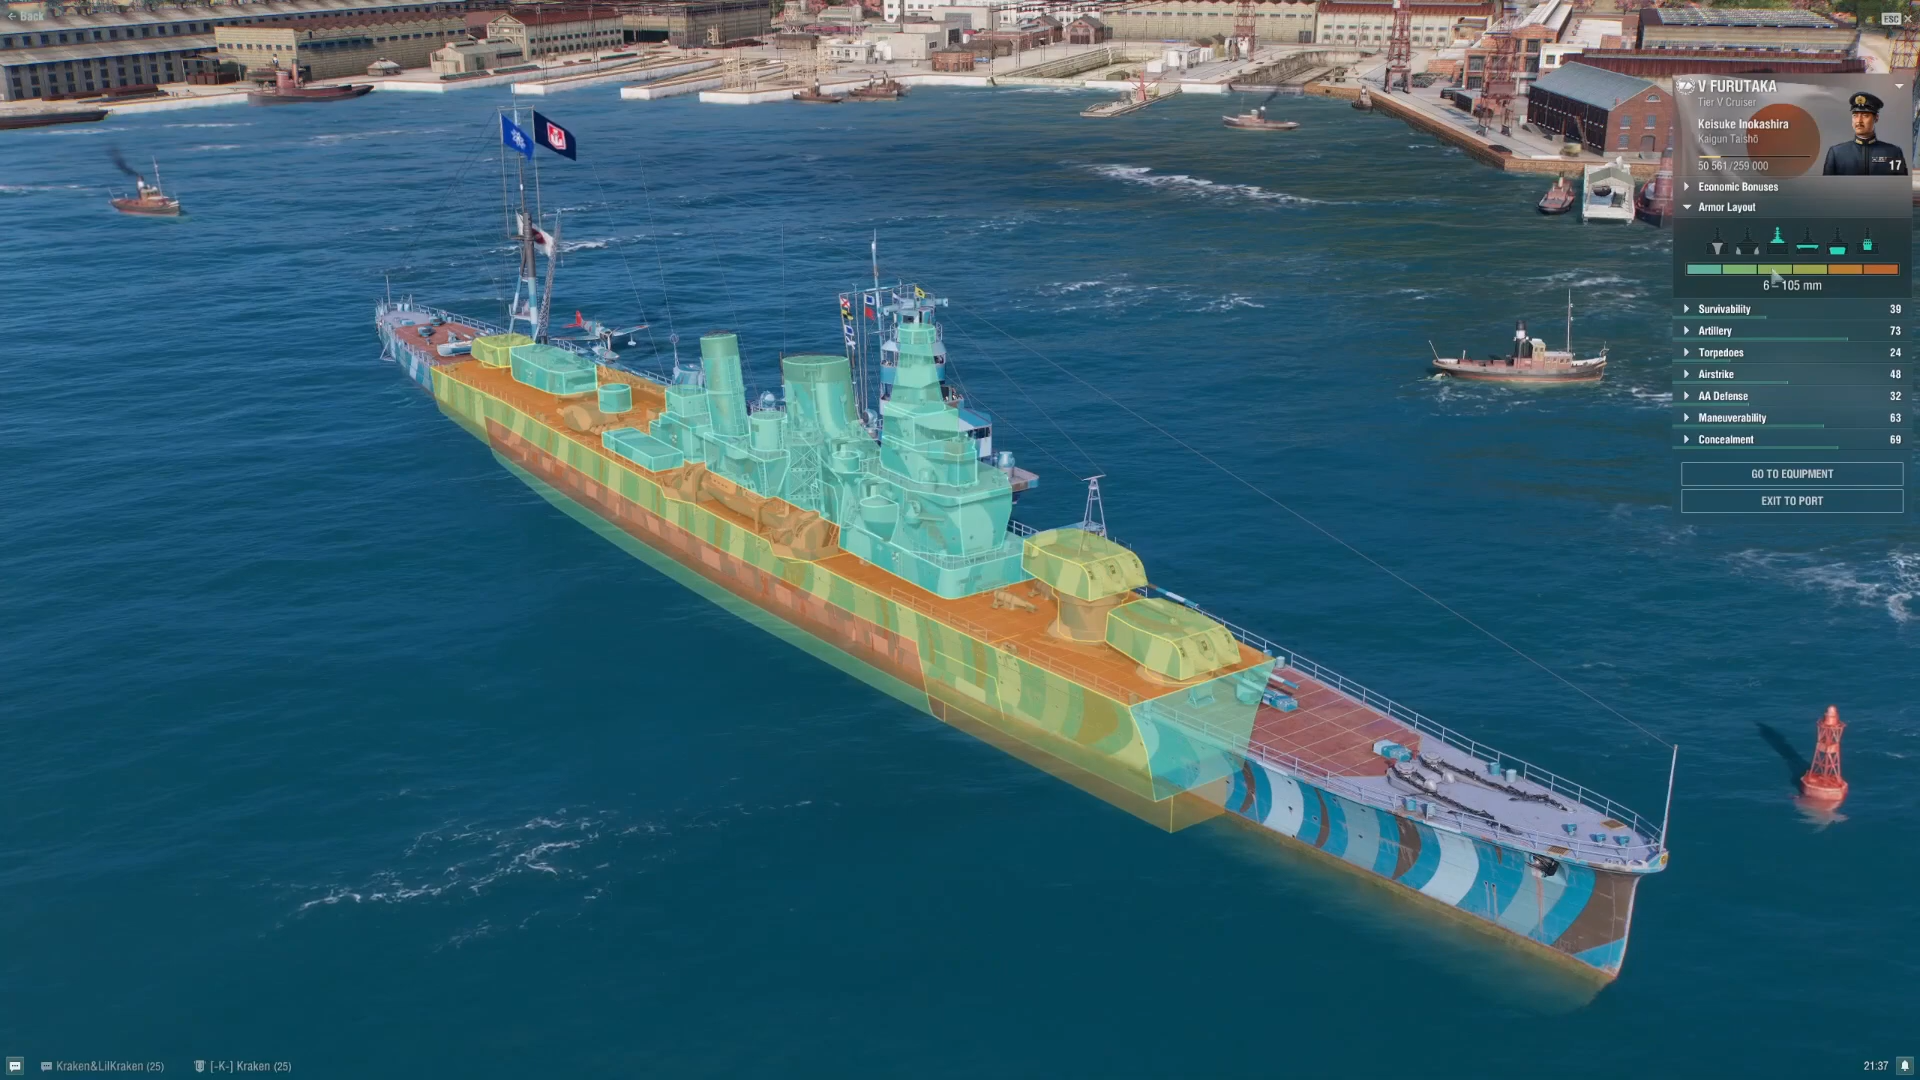 ← Back
ESC ×
V FURUTAKA
Tier V Cruiser
Keisuke Inokashira
Kaigun Taishō
50 561/259 000
17
Economic Bonuses
Armor Layout
6 – 105 mm
Survivability 39
Artillery 73
Torpedoes 24
Airstrike 48
AA Defense 32
Maneuverability 63
Concealment 69
GO TO EQUIPMENT
EXIT TO PORT
Kraken&LilKraken (25)
[-K-] Kraken (25)
21:37